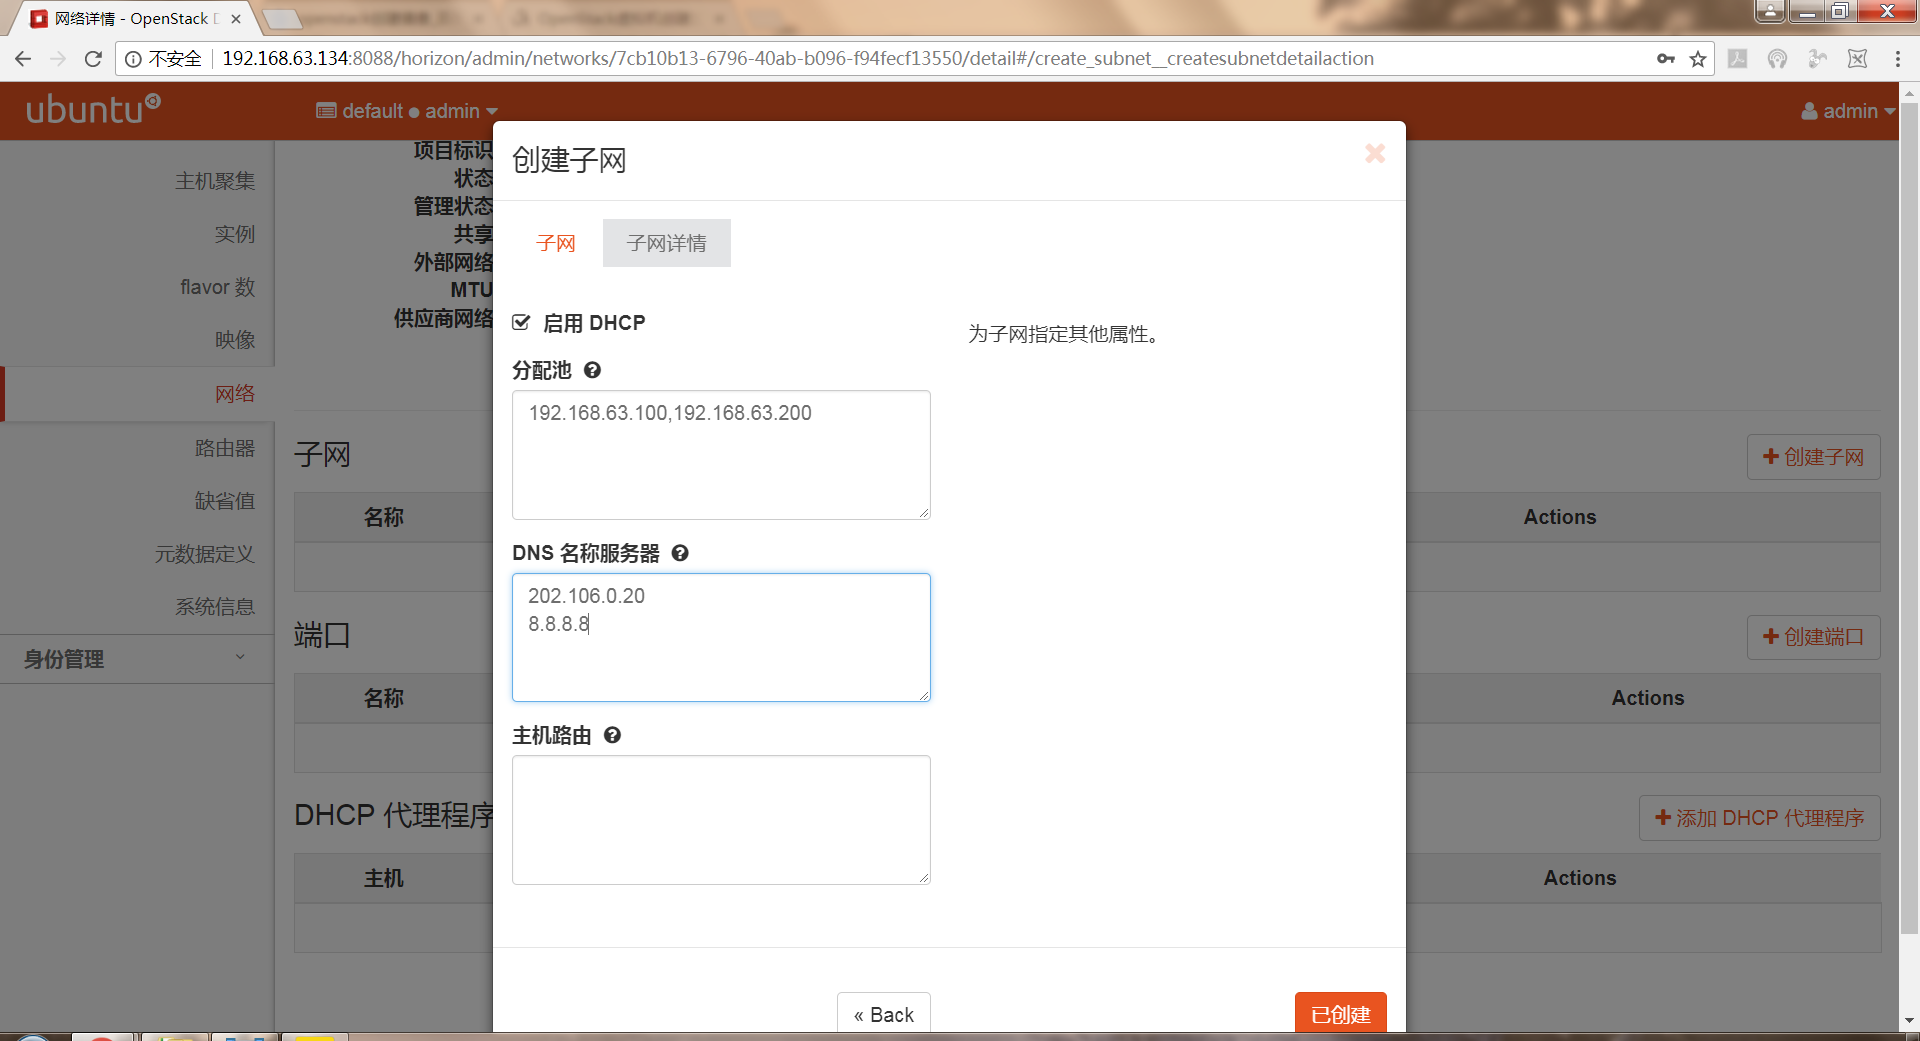 网络详情 - OpenStack D
不安全
192.168.63.134:8088/horizon/admin/networks/7cb10b13-6796-40ab-b096-f94fecf13550/detail#/create_subnet__createsubnetdetailaction
ubuntu
default
admin
admin
主机聚集
实例
flavor 数
映像
网络
路由器
缺省值
元数据定义
系统信息
身份管理
项目标识
状态
管理状态
共享
外部网络
MTU
供应商网络
子网
创建子网
名称
Actions
端口
创建端口
名称
Actions
DHCP 代理程序
添加 DHCP 代理程序
主机
Actions
创建子网
子网
子网详情
启用 DHCP
为子网指定其他属性。
分配池
192.168.63.100,192.168.63.200
DNS 名称服务器
202.106.0.20
8.8.8.8
主机路由
« Back
已创建